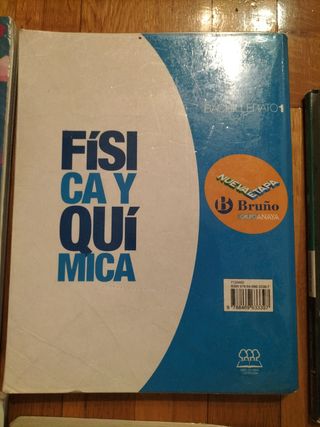 BACHILLERATO 1
FÍSI
CA Y
QUÍ
MICA
NUEVA ETAPA
B Bruño
GRUPO ANAYA